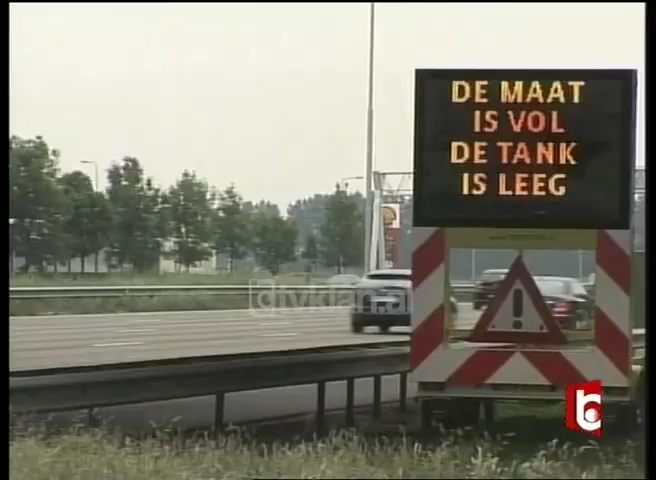 DE MAAT
IS VOL
DE TANK
IS LEEG